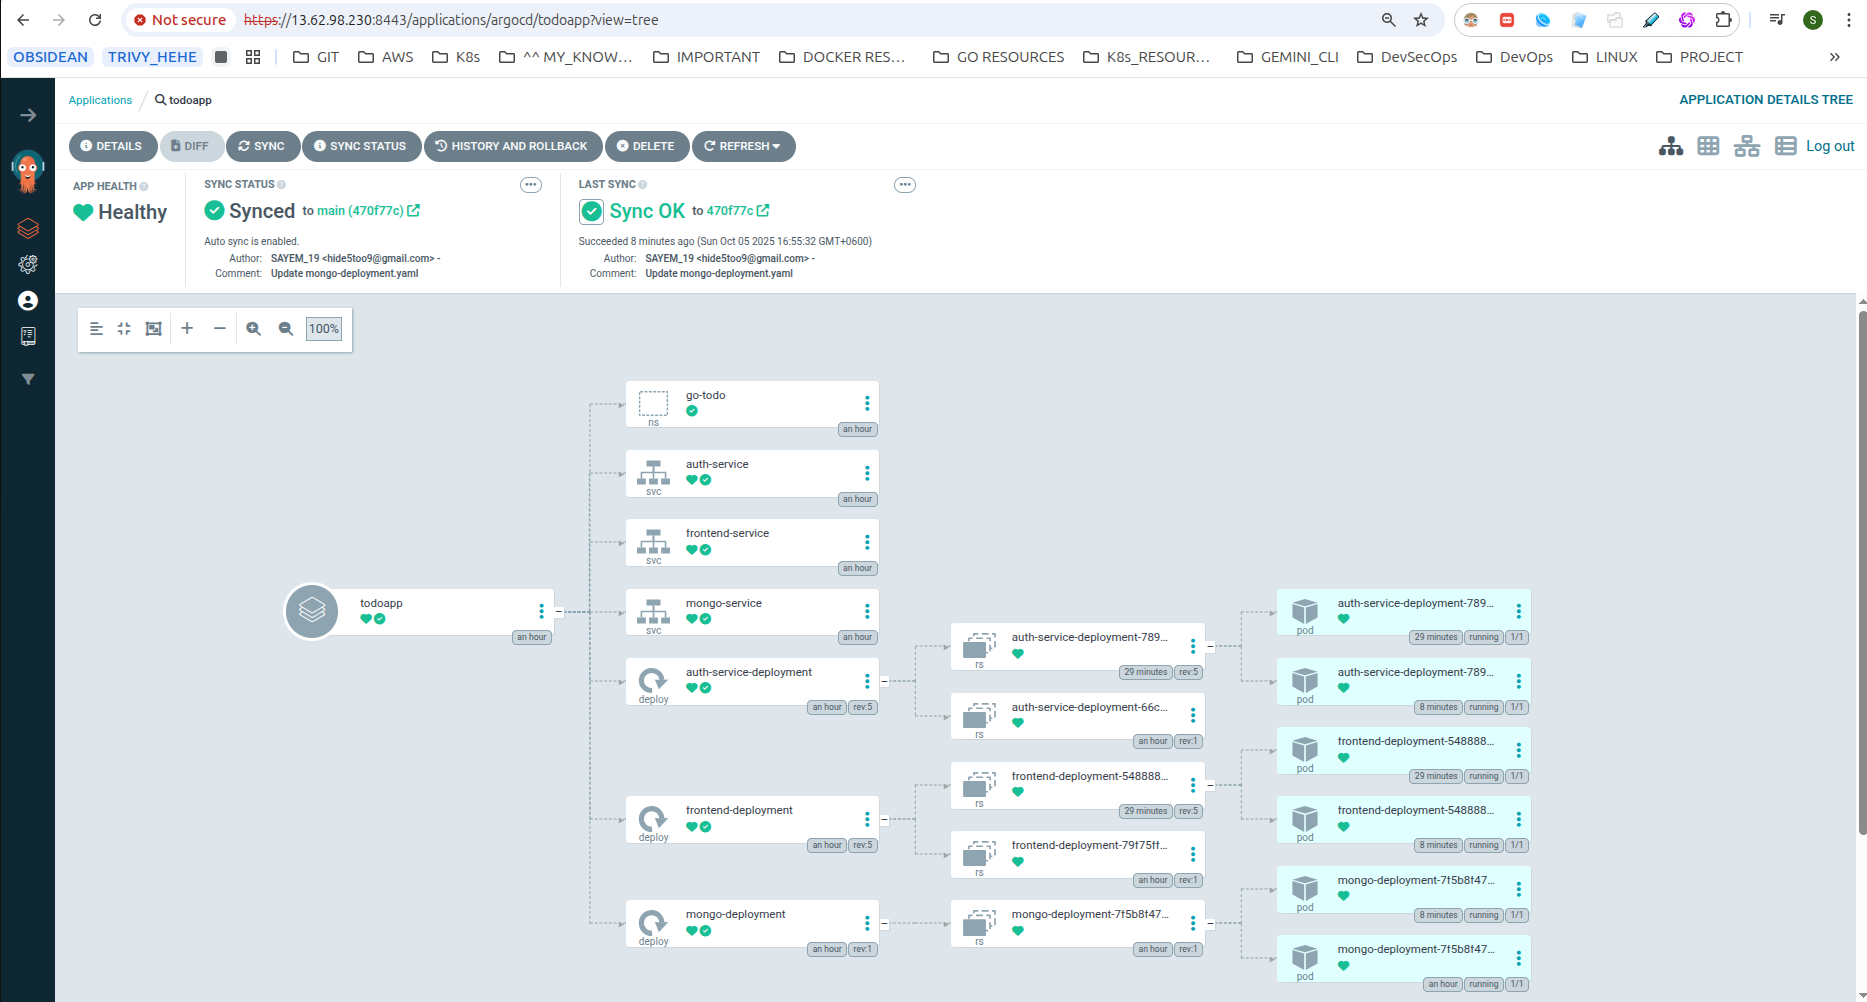 Not secure https://13.62.98.230:8443/applications/argocd/todoapp?view=tree S
OBSIDEAN TRIVY_HEHE GIT AWS K8s ^^ MY_KNOW... IMPORTANT DOCKER RES... GO RESOURCES K8s_RESOUR... GEMINI_CLI DevSecOps DevOps LINUX PROJECT »
Applications / todoapp APPLICATION DETAILS TREE
DETAILS DIFF SYNC SYNC STATUS HISTORY AND ROLLBACK DELETE REFRESH Log out
APP HEALTH SYNC STATUS LAST SYNC
Healthy Synced to main (470f77c) Sync OK to 470f77c
Auto sync is enabled. Succeeded 8 minutes ago (Sun Oct 05 2025 16:55:32 GMT+0600)
Author: SAYEM_19 <hide5too9@gmail.com> - Author: SAYEM_19 <hide5too9@gmail.com> -
Comment: Update mongo-deployment.yaml Comment: Update mongo-deployment.yaml
100%
go-todo
ns
an hour
auth-service
svc
an hour
frontend-service
svc
an hour
todoapp
an hour
mongo-service
svc
an hour
auth-service-deployment
deploy
an hour rev:5
frontend-deployment
deploy
an hour rev:5
mongo-deployment
deploy
an hour rev:1
auth-service-deployment-789...
rs
29 minutes rev:5
auth-service-deployment-66c...
rs
an hour rev:1
frontend-deployment-548888...
rs
29 minutes rev:5
frontend-deployment-79f75ff...
rs
an hour rev:1
mongo-deployment-7f5b8f47...
rs
an hour rev:1
auth-service-deployment-789...
pod
29 minutes running 1/1
auth-service-deployment-789...
pod
8 minutes running 1/1
frontend-deployment-548888...
pod
29 minutes running 1/1
frontend-deployment-548888...
pod
8 minutes running 1/1
mongo-deployment-7f5b8f47...
pod
8 minutes running 1/1
mongo-deployment-7f5b8f47...
pod
an hour running 1/1